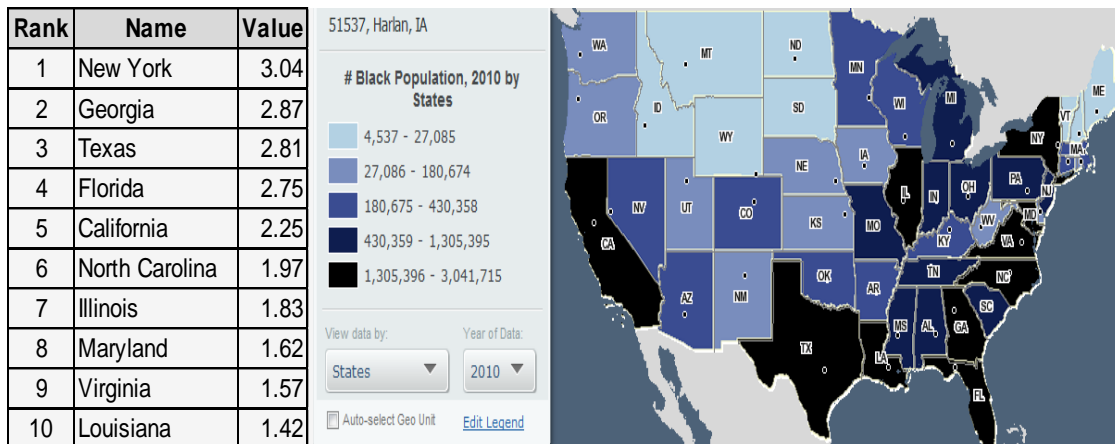 Rank Name Value
1 New York 3.04
2 Georgia 2.87
3 Texas 2.81
4 Florida 2.75
5 California 2.25
6 North Carolina 1.97
7 Illinois 1.83
8 Maryland 1.62
9 Virginia 1.57
10 Louisiana 1.42
51537, Harlan, IA
# Black Population, 2010 by
States
4,537 - 27,085
27,086 - 180,674
180,675 - 430,358
430,359 - 1,305,395
1,305,396 - 3,041,715
View data by:
Year of Data:
States
2010
Auto-select Geo Unit
Edit Legend
WA
MT
ND
MN
MI
ME
VT
OR
ID
SD
WI
NY
MA
WY
IA
NE
PA
NJ
NV
UT
CO
IL
IN
OH
MD
WV
CA
KS
MO
KY
VA
TN
NC
AZ
NM
OK
AR
SC
MS
AL
GA
TX
LA
FL